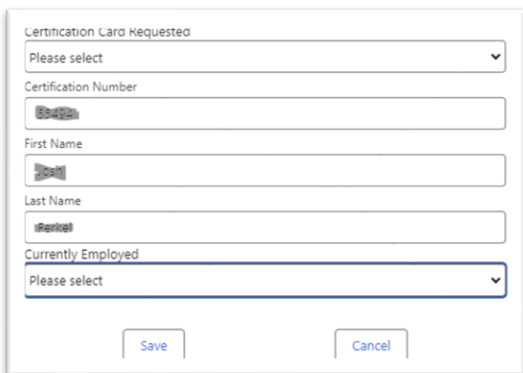 Certification Card Requested
Please select
Certification Number
First Name
Last Name
Currently Employed
Please select
Save Cancel